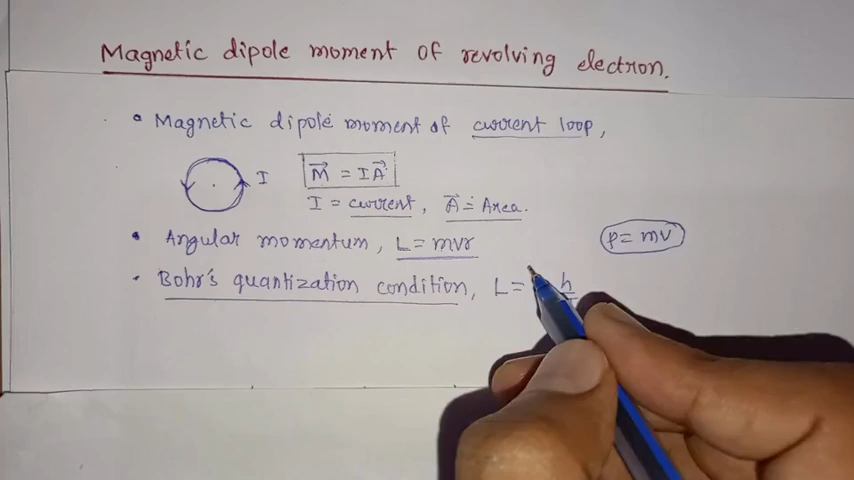 Magnetic dipole moment of revolving electron.
• Magnetic dipole moment of current loop,
I M⃗ = IA⃗
I = current, A⃗ = Area.
• Angular momentum, L = mvr
p = mv
• Bohr's quantization condition, L = h